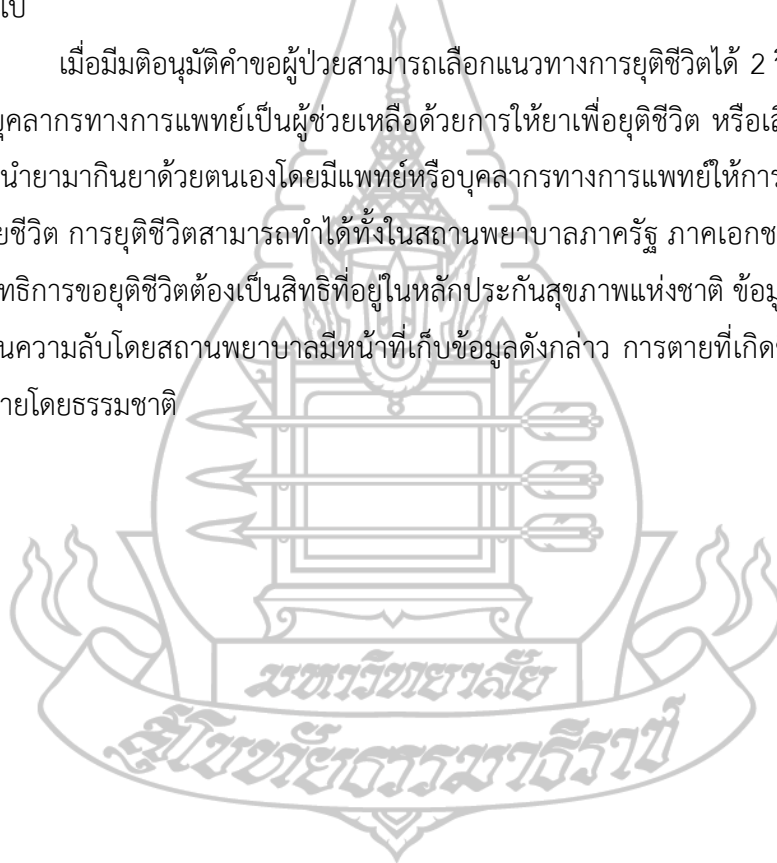 ไป
เมื่อมีมติอนุมัติคำขอผู้ป่วยสามารถเลือกแนวทางการยุติชีวิตได้ 2
บุคลากรทางการแพทย์เป็นผู้ช่วยเหลือด้วยการให้ยาเพื่อยุติชีวิต หรือ
นำยามากินยาด้วยตนเองโดยมีแพทย์หรือบุคลากรทางการแพทย์ให้การ
ยชีวิต การยุติชีวิตสามารถทำได้ทั้งในสถานพยาบาลภาครัฐ ภาคเอกช
ทธิการขอยุติชีวิตต้องเป็นสิทธิที่อยู่ในหลักประกันสุขภาพแห่งชาติ ข้อมู
นความลับโดยสถานพยาบาลมีหน้าที่เก็บข้อมูลดังกล่าว การตายที่เกิด
ายโดยธรรมชาติ
มหาวิทยาลัย
สุโขทัยธรรมาธิราช